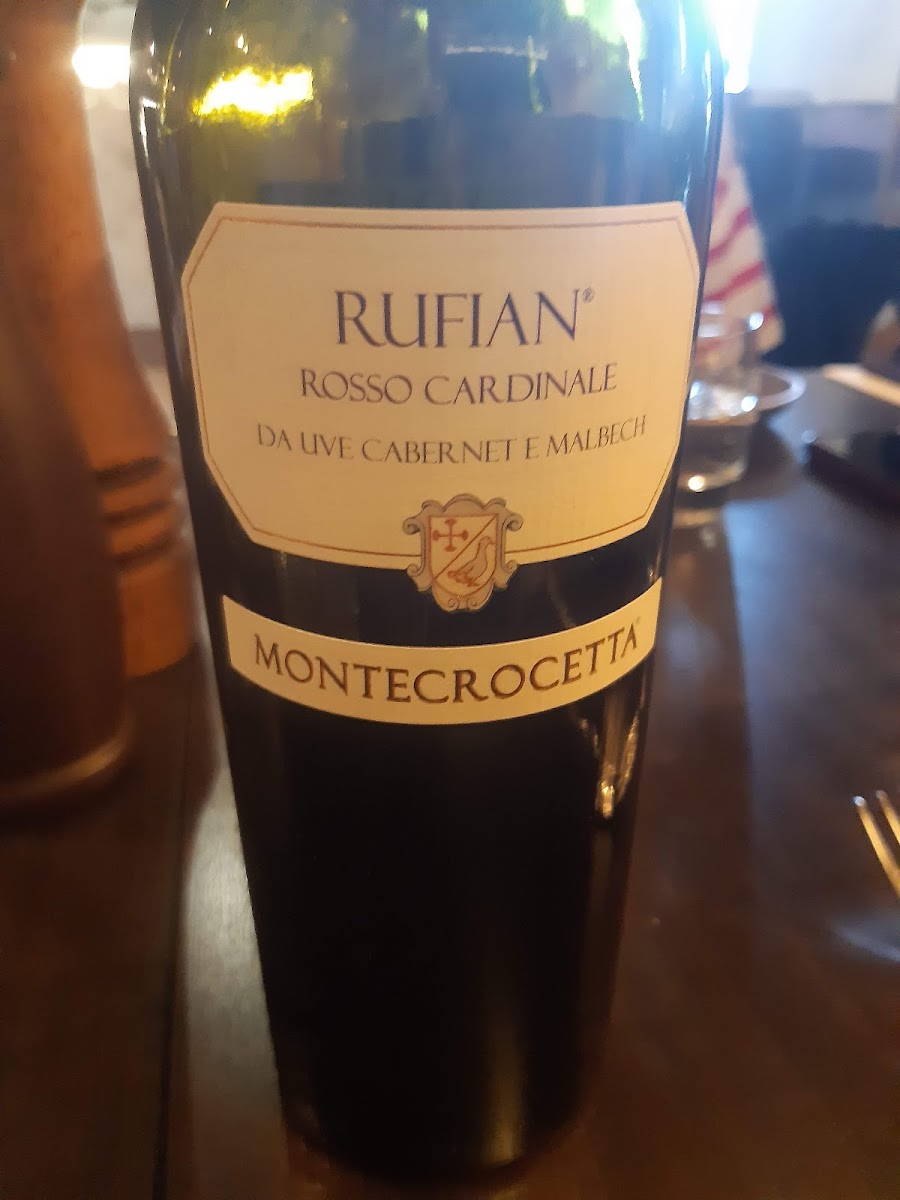 RUFIAN®
ROSSO CARDINALE
DA UVE CABERNET E MALBECH
MONTECROCETTA®